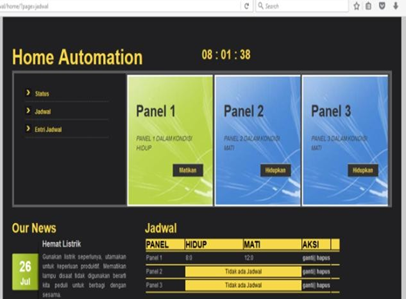 al/home/?page=jadwal
Search
Home Automation
08 : 01 : 38
Status
Jadwal
Entri Jadwal
Panel 1
PANEL 1 DALAM KONDISI
HIDUP
Matikan
Panel 2
PANEL 2 DALAM KONDISI
MATI
Hidupkan
Panel 3
PANEL 3 DALAM KONDISI
MATI
Hidupkan
Our News
Hemat Listrik
26
Jul
Gunakan listrik seperlunya, utamakan
untuk keperluan produktif. Mematikan
lampu disaat tidak digunakan berarti
kita peduli untuk berbagi dengan
sesama.
Jadwal
PANEL HIDUP MATI AKSI
Panel 1 8:0 12:0 ganti| hapus
Panel 2 Tidak ada Jadwal ganti| hapus
Panel 3 Tidak ada Jadwal ganti| hapus